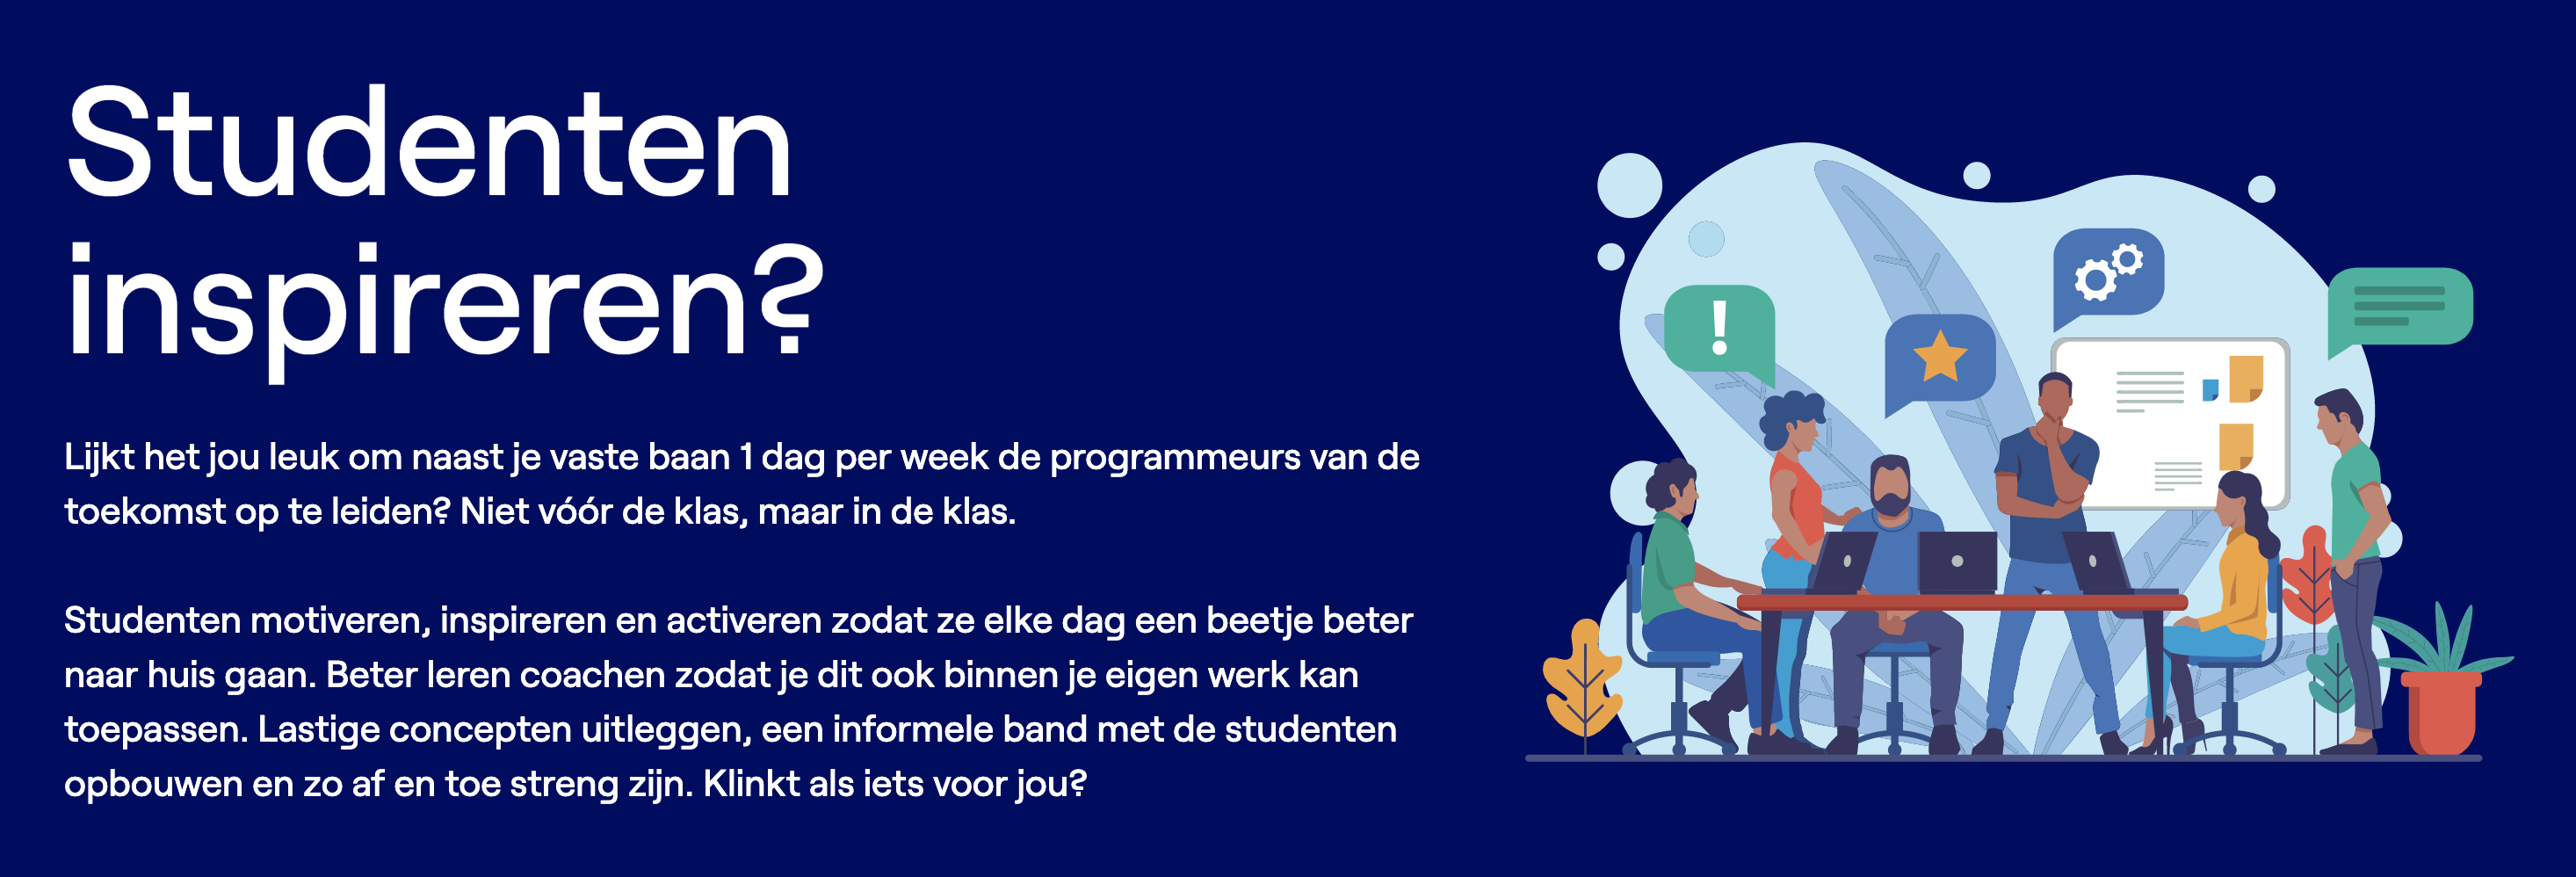 Studenten
inspireren?
Lijkt het jou leuk om naast je vaste baan 1 dag per week de programmeurs van de
toekomst op te leiden? Niet vóór de klas, maar in de klas.
Studenten motiveren, inspireren en activeren zodat ze elke dag een beetje beter
naar huis gaan. Beter leren coachen zodat je dit ook binnen je eigen werk kan
toepassen. Lastige concepten uitleggen, een informele band met de studenten
opbouwen en zo af en toe streng zijn. Klinkt als iets voor jou?
!